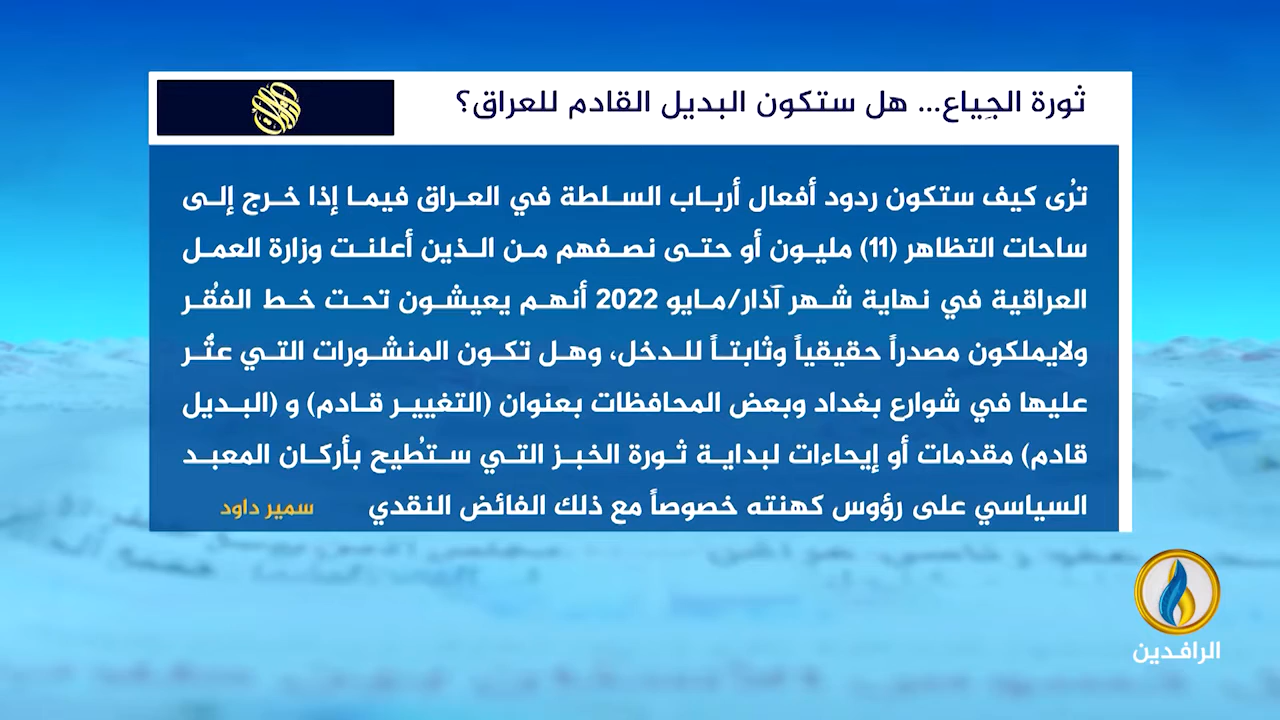 ثورة الجِياع... هل ستكون البديل القادم للعراق؟
تُرى كيف ستكون ردود أفعال أرباب السلطة في العراق فيما إذا خرج إلى
ساحات التظاهر (11) مليون أو حتى نصفهم من الذين أعلنت وزارة العمل
العراقية في نهاية شهر آذار/مايو 2022 أنهم يعيشون تحت خط الفقُر
ولايملكون مصدراً حقيقياً وثابتاً للدخل، وهل تكون المنشورات التي عثُر
عليها في شوارع بغداد وبعض المحافظات بعنوان (التغيير قادم) و (البديل
قادم) مقدمات أو إيحاءات لبداية ثورة الخبز التي ستُطيح بأركان المعبد
السياسي على رؤوس كهنته خصوصاً مع ذلك الفائض النقدي
سمير داود
الرافدين